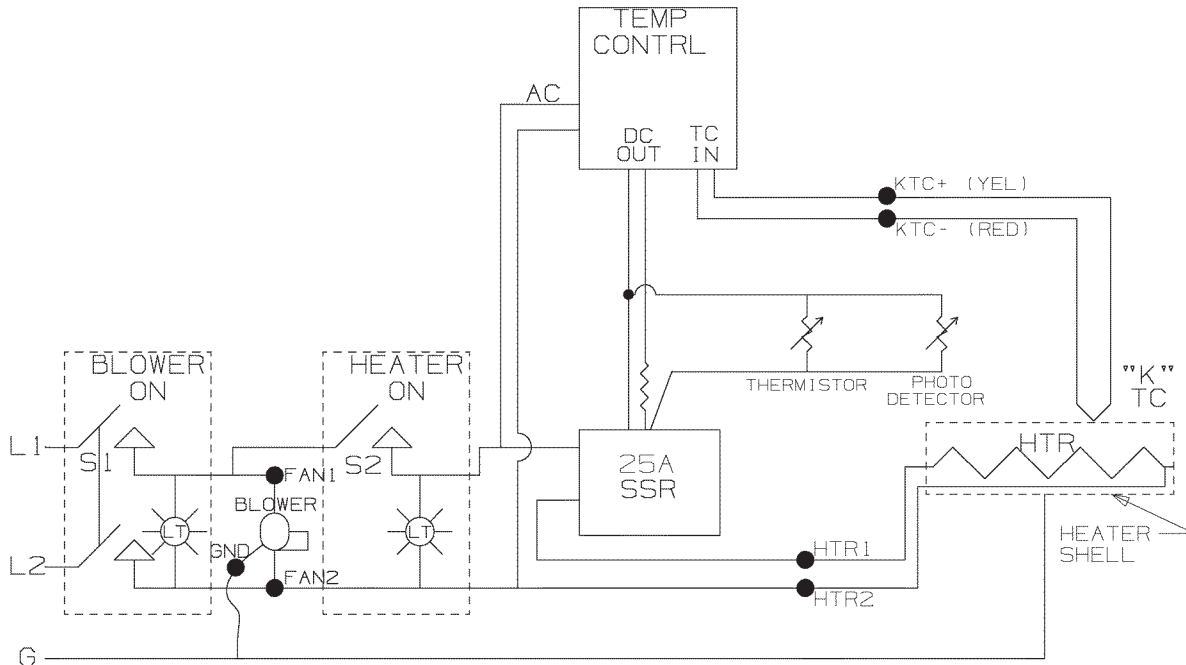 TEMP
CONTRL
AC
DC
OUT
TC
IN
KTC+ (YEL)
KTC- (RED)
BLOWER
ON
HEATER
ON
THERMISTOR
PHOTO
DETECTOR
""K""
TC
L1
S1
S2
FAN1
25A
SSR
HTR
BLOWER
LT
LT
GND
HTR1
HEATER
SHELL
L2
FAN2
HTR2
G